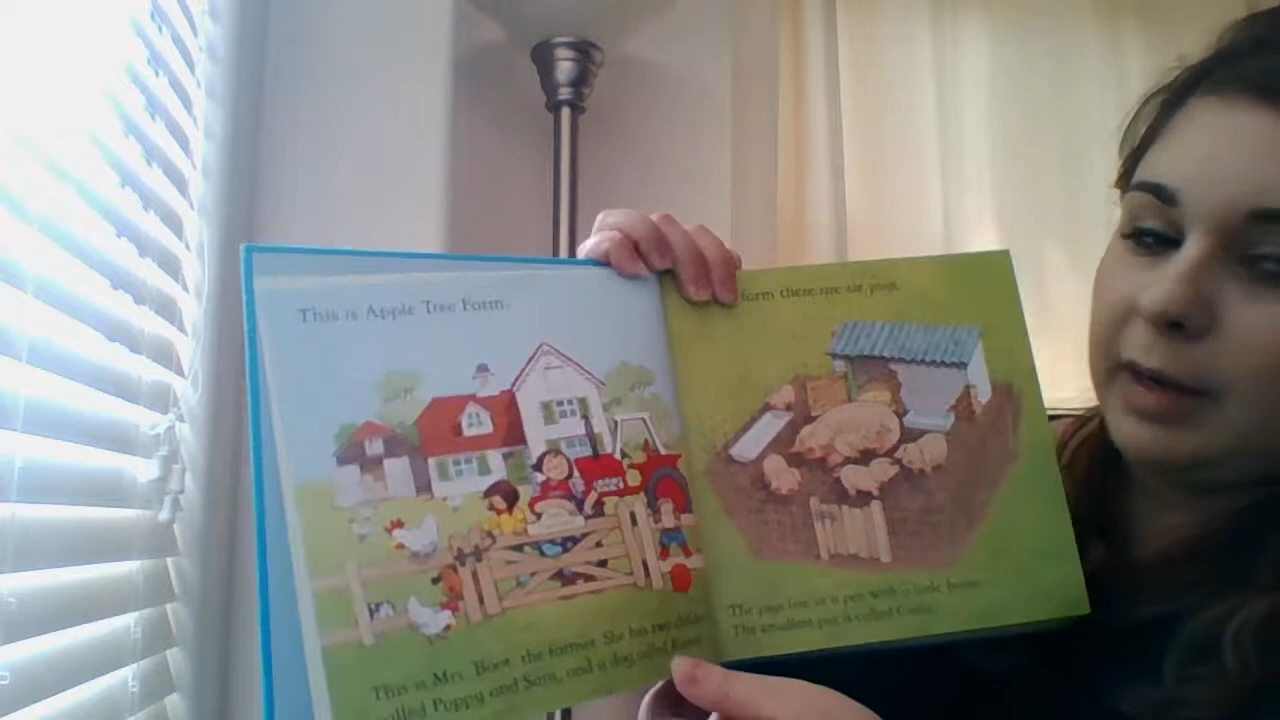 This is Apple Tree Farm.
This is Mrs. Boot, the farmer. She has two children
called Poppy and Sam, and a dog called
farm there are six pigs.
The pigs live in a pen with a little house.
The smallest pig is called